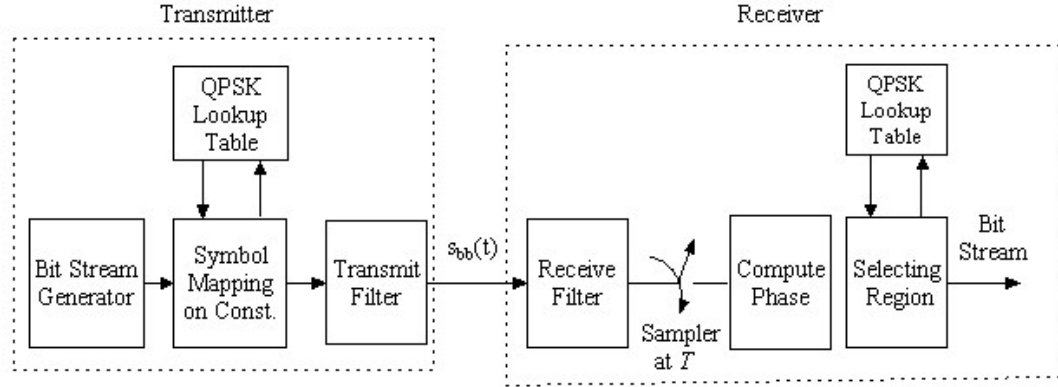 Transmitter
Receiver
QPSK
Lookup
Table
QPSK
Lookup
Table
Bit Stream
Generator
Symbol
Mapping
on Const.
Transmit
Filter
s_bb(t)
Receive
Filter
Sampler
at T
Compute
Phase
Selecting
Region
Bit
Stream